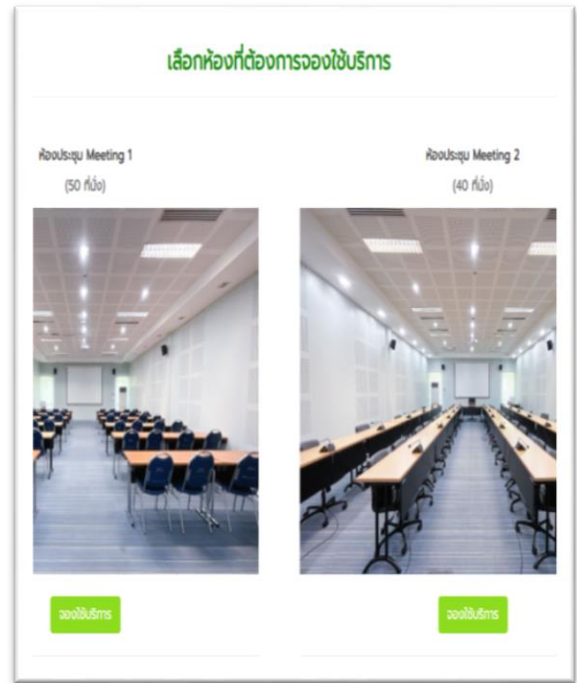 เลือกห้องที่ต้องการจองใช้บริการ
ห้องประชุม Meeting 1
(50 ที่นั่ง)
ห้องประชุม Meeting 2
(40 ที่นั่ง)
จองใช้บริการ
จองใช้บริการ